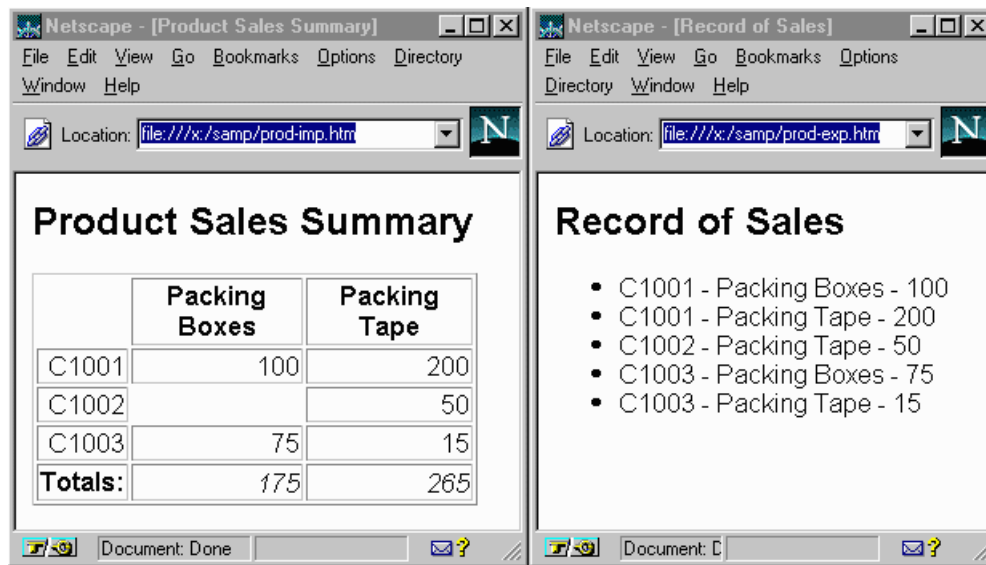 Netscape - [Product Sales Summary]
File Edit View Go Bookmarks Options Directory
Window Help
Location: file:///x:/samp/prod-imp.htm
N
Product Sales Summary
Packing Boxes Packing Tape
C1001 100 200
C1002 50
C1003 75 15
Totals: 175 265
Document: Done
Netscape - [Record of Sales]
File Edit View Go Bookmarks Options
Directory Window Help
Location: file:///x:/samp/prod-exp.htm
N
Record of Sales
• C1001 - Packing Boxes - 100
• C1001 - Packing Tape - 200
• C1002 - Packing Tape - 50
• C1003 - Packing Boxes - 75
• C1003 - Packing Tape - 15
Document: D